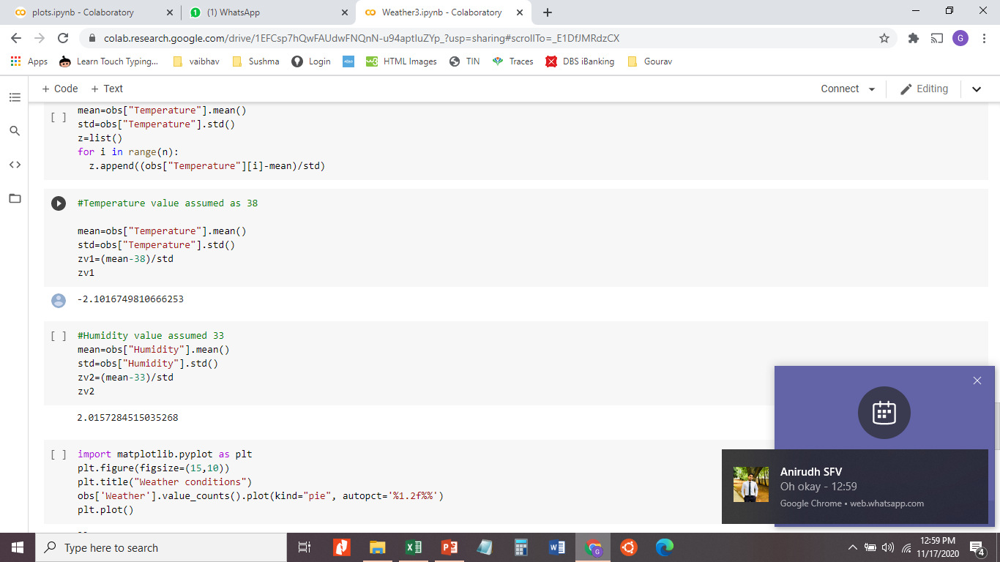 plots.ipynb - Colaboratory
(1) WhatsApp
Weather3.ipynb - Colaboratory
colab.research.google.com/drive/1EFCsp7hQwFAUdwFNQnN-u94aptIuZYp_?usp=sharing#scrollTo=_E1DfJMRdzCX
G
Apps
Learn Touch Typing...
vaibhav
Sushma
Login
HTML Images
TIN
Traces
DBS iBanking
Gourav
+ Code + Text
Connect
Editing
[ ]
mean=obs["Temperature"].mean()
std=obs["Temperature"].std()
z=list()
for i in range(n):
z.append((obs["Temperature"][i]-mean)/std)
#Temperature value assumed as 38
mean=obs["Temperature"].mean()
std=obs["Temperature"].std()
zv1=(mean-38)/std
zv1
-2.1016749810666253
[ ] #Humidity value assumed 33
mean=obs["Humidity"].mean()
std=obs["Humidity"].std()
zv2=(mean-33)/std
zv2
2.0157284515035268
[ ] import matplotlib.pyplot as plt
plt.figure(figsize=(15,10))
plt.title("Weather conditions")
obs['Weather'].value_counts().plot(kind="pie", autopct='%1.2f%%')
plt.plot()
Anirudh SFV
Oh okay - 12:59
Google Chrome • web.whatsapp.com
Type here to search
12:59 PM
11/17/2020
4